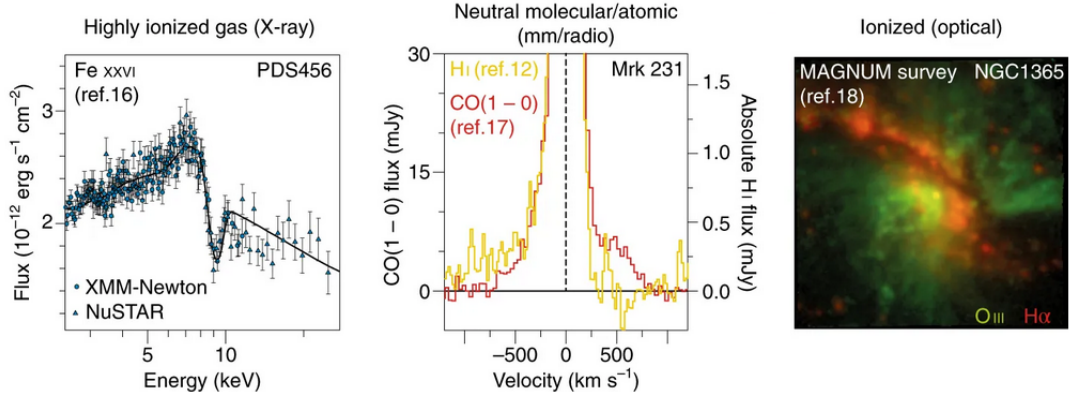 Highly ionized gas (X-ray)
Fe XXVI
(ref.16)
PDS456
3
2
Flux (10⁻¹² erg s⁻¹ cm⁻²)
XMM-Newton
NuSTAR
5
10
Energy (keV)
Neutral molecular/atomic
(mm/radio)
30
15
0
CO(1 – 0) flux (mJy)
HI (ref.12)
CO(1 – 0)
(ref.17)
Mrk 231
1.5
1.0
0.5
0.0
Absolute HI flux (mJy)
–500
0
500
Velocity (km s⁻¹)
Ionized (optical)
MAGNUM survey
NGC1365
(ref.18)
OIII
Hα